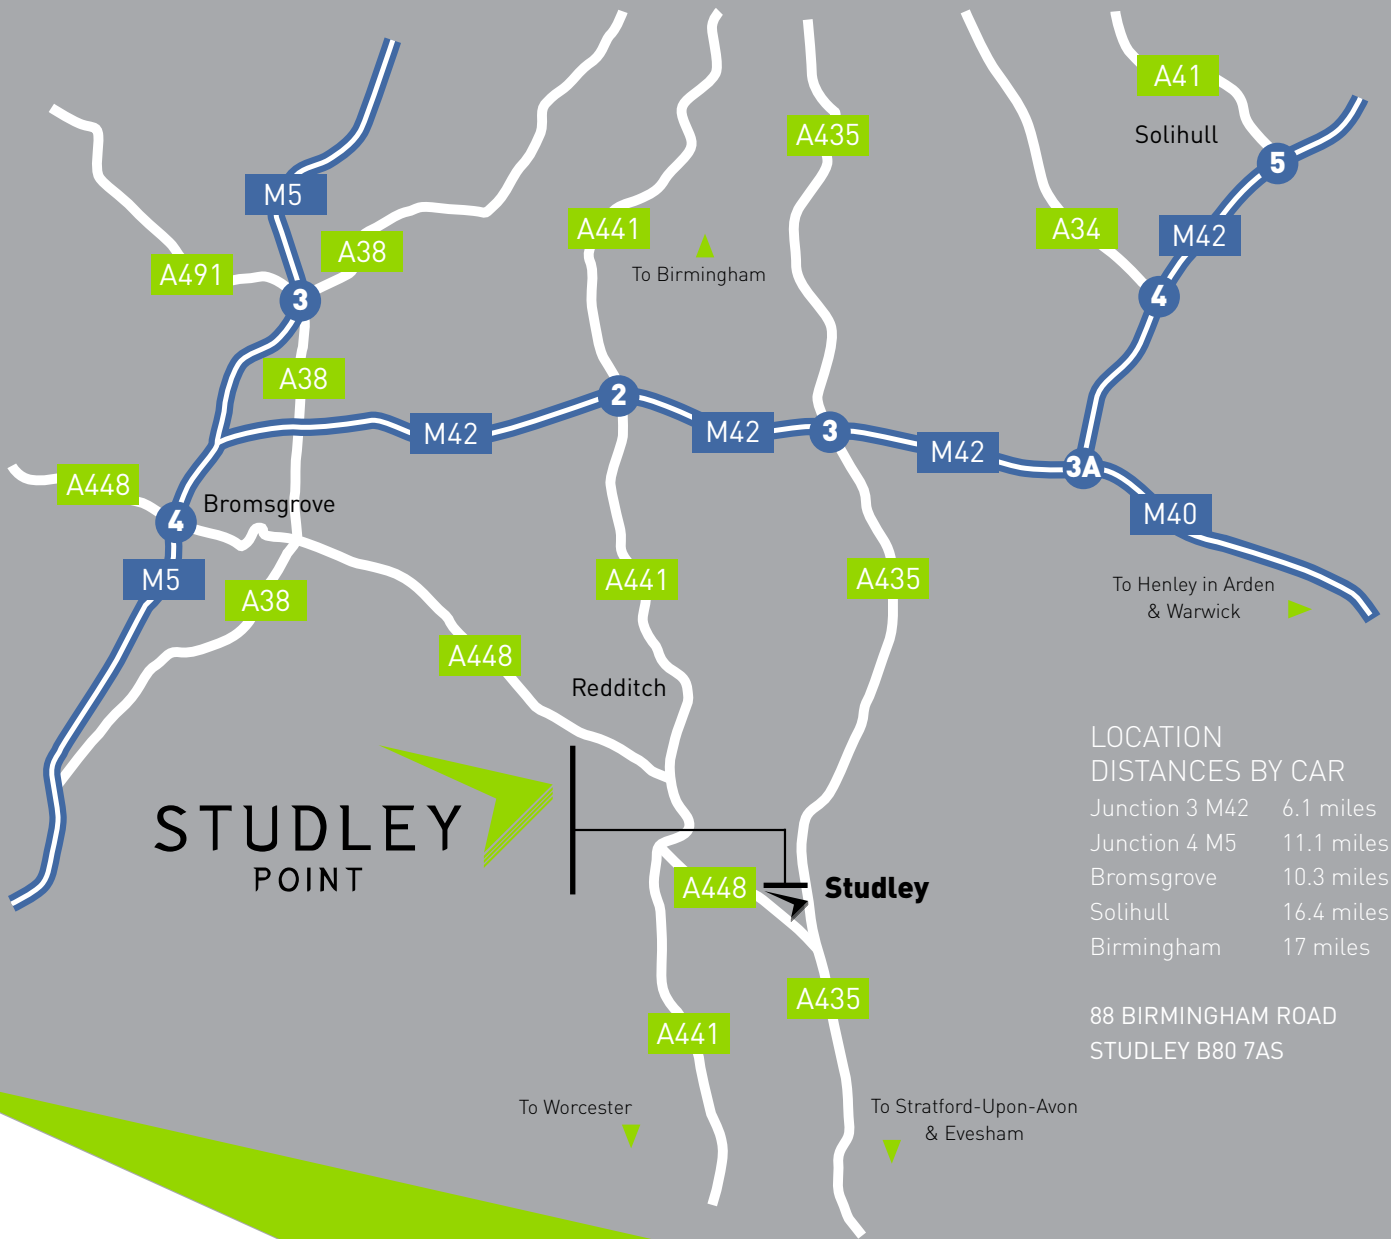 A41
Solihull
A435
5
M5
A441
A34
M42
A38
To Birmingham
A491
3
4
A38
2
M42
M42
3
M42
3A
A448
Bromsgrove
4
M40
M5
A38
A441
A435
To Henley in Arden
& Warwick
A448
Redditch
STUDLEY
POINT
A448
Studley
LOCATION
DISTANCES BY CAR
Junction 3 M42 6.1 miles
Junction 4 M5 11.1 miles
Bromsgrove 10.3 miles
Solihull 16.4 miles
Birmingham 17 miles
88 BIRMINGHAM ROAD
STUDLEY B80 7AS
A435
A441
To Worcester
To Stratford-Upon-Avon
& Evesham